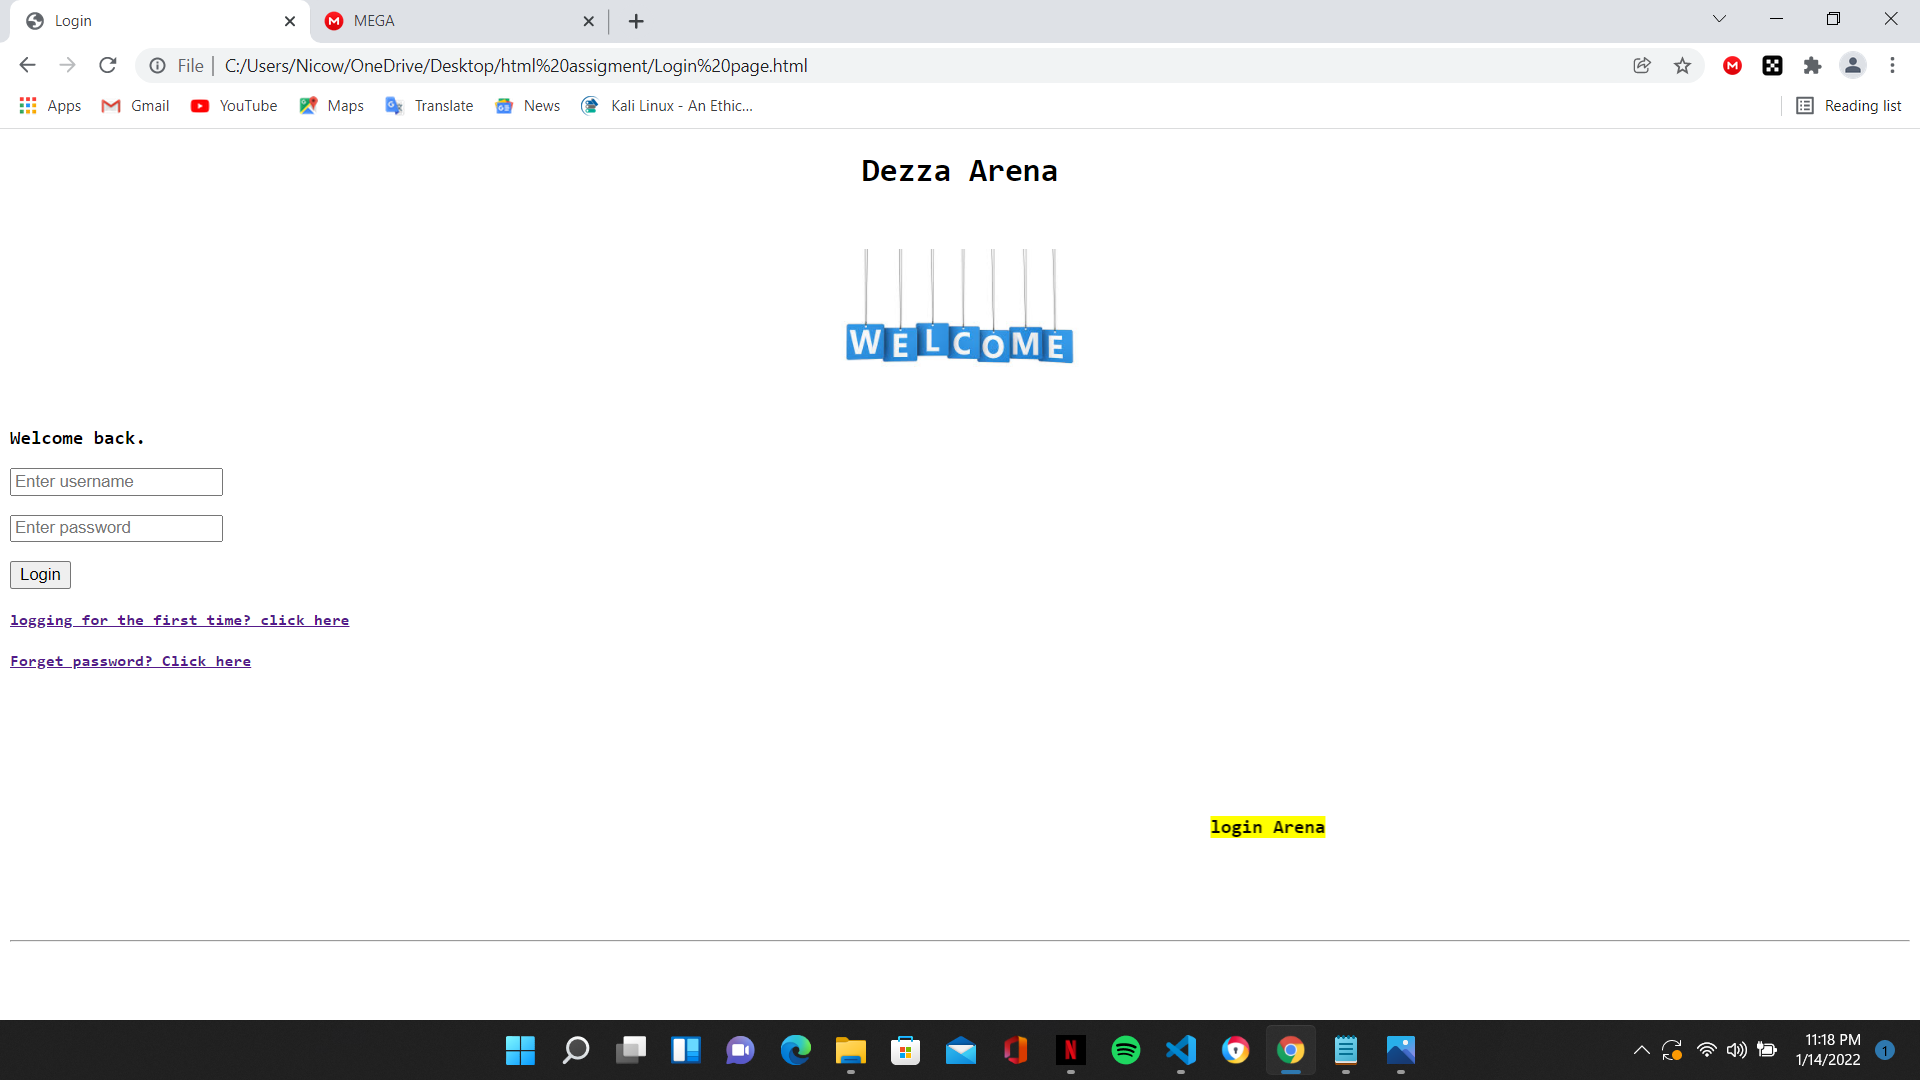 Login
MEGA
File | C:/Users/Nicow/OneDrive/Desktop/html%20assigment/Login%20page.html
Apps Gmail YouTube Maps Translate News Kali Linux - An Ethic... Reading list
Dezza Arena
WELCOME
Welcome back.
Enter username
Enter password
Login
logging for the first time? click here
Forget password? Click here
login Arena
11:18 PM
1/14/2022
1